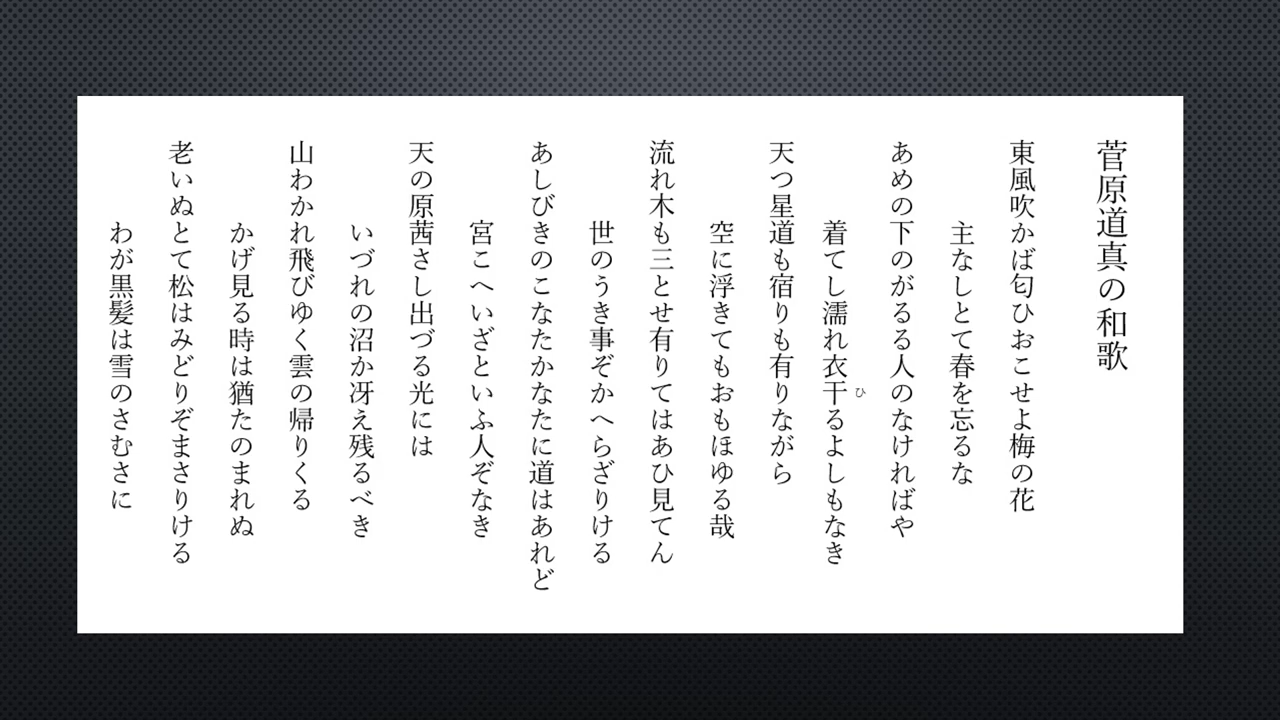 菅原道真の和歌
東風吹かば匂ひおこせよ梅の花
主なしとて春を忘るな
あめの下のがるる人のなければや
着てし濡れ衣干るよしもなき
ひ
天つ星道も宿りも有りながら
空に浮きてもおもほゆる哉
流れ木も三とせ有りてはあひ見てん
世のうき事ぞかへらざりける
あしびきのこなたかなたに道はあれど
宮こへいざといふ人ぞなき
天の原茜さし出づる光には
いづれの沼か冴え残るべき
山わかれ飛びゆく雲の帰りくる
かげ見る時は猶たのまれぬ
老いぬとて松はみどりぞまさりける
わが黒髪は雪のさむさに